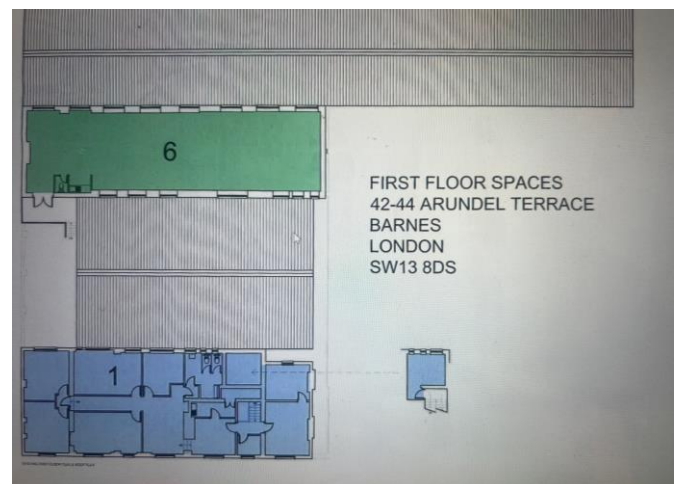 6
FIRST FLOOR SPACES
42-44 ARUNDEL TERRACE
BARNES
LONDON
SW13 8DS
1